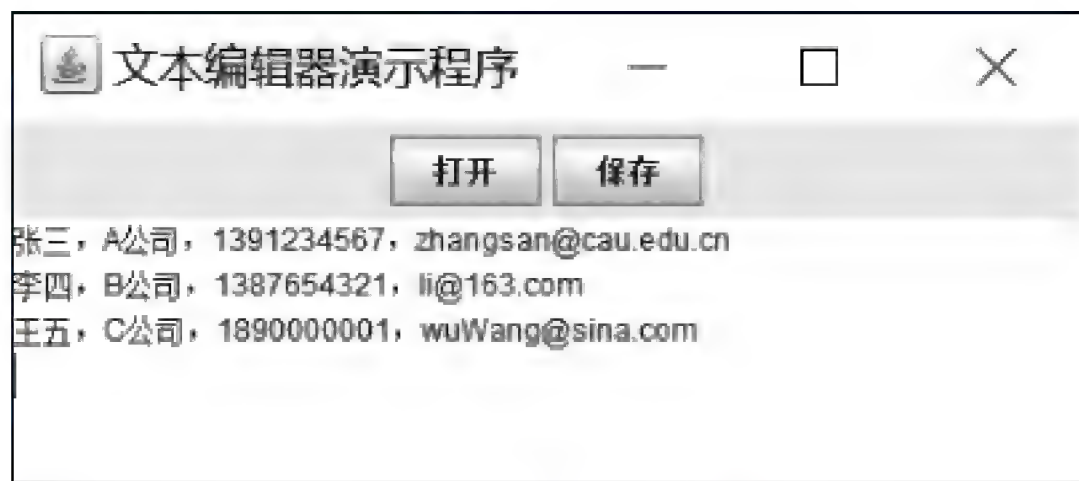 文本编辑器演示程序
打开 保存
张三，A公司，1391234567，zhangsan@cau.edu.cn
李四，B公司，1387654321，li@163.com
王五，C公司，1890000001，wuWang@sina.com